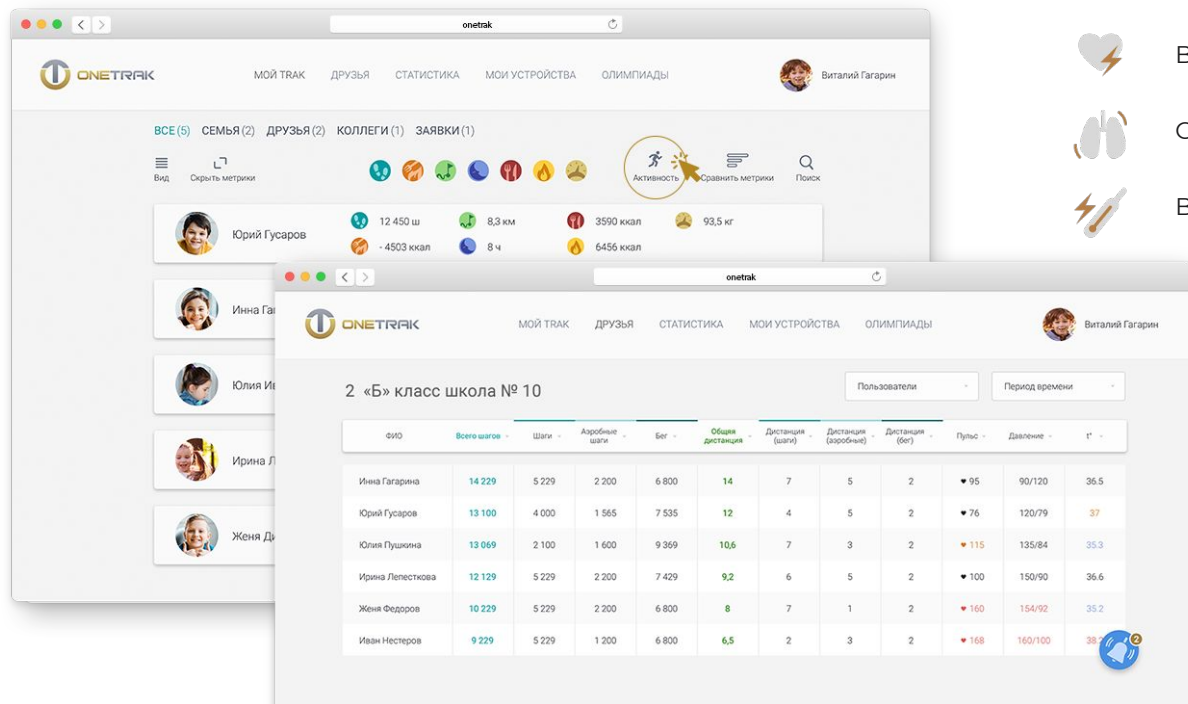 onetrak
ONETRAK
МОЙ TRAK ДРУЗЬЯ СТАТИСТИКА МОИ УСТРОЙСТВА ОЛИМПИАДЫ
Виталий Гагарин
ВСЕ (5) СЕМЬЯ (2) ДРУЗЬЯ (2) КОЛЛЕГИ (1) ЗАЯВКИ (1)
Вид Скрыть метрики Активность Сравнить метрики Поиск
Юрий Гусаров
12 450 ш 8,3 км 3590 ккал 93,5 кг
- 4503 ккал 8 ч 6456 ккал
Инна
Юлия
Ирина
Женя
onetrak
ONETRAK
МОЙ TRAK ДРУЗЬЯ СТАТИСТИКА МОИ УСТРОЙСТВА ОЛИМПИАДЫ
Виталий Гагарин
2 «Б» класс школа № 10
Пользователи Период времени
ФИО Всего шагов Шаги Аэробные шаги Бег Общая дистанция Дистанция (шаги) Дистанция (аэробные) Дистанция (бег) Пульс Давление t°
Инна Гагарина 14 229 5 229 2 200 6 800 14 7 5 2 95 90/120 36.5
Юрий Гусаров 13 100 4 000 1 565 7 535 12 4 5 2 76 120/79 37
Юлия Пушкина 13 069 2 100 1 600 9 369 10,6 7 3 2 115 135/84 35.3
Ирина Лепесткова 12 129 5 229 2 200 7 429 9,2 6 5 2 100 150/90 36.6
Женя Федоров 10 229 5 229 2 200 6 800 8 7 1 2 160 154/92 35.2
Иван Нестеров 9 229 5 229 1 200 6 800 6,5 2 3 2 168 160/100
2